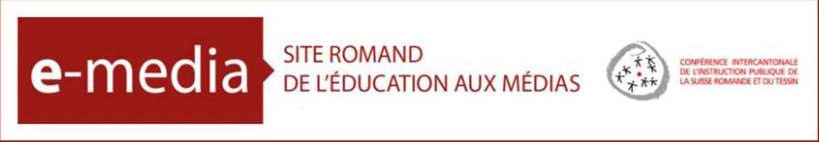 e-media
SITE ROMAND
DE L'ÉDUCATION AUX MÉDIAS
CONFÉRENCE INTERCANTONALE
DE L'INSTRUCTION PUBLIQUE DE
LA SUISSE ROMANDE ET DU TESSIN